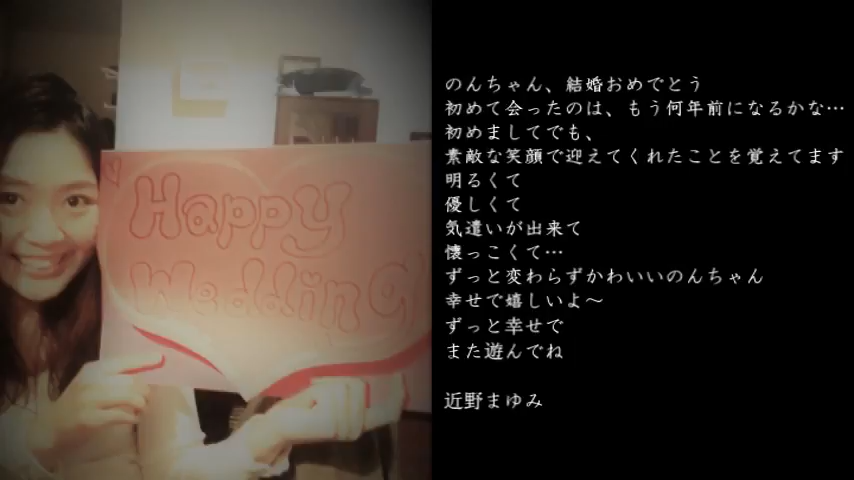 Happy
Wedding
のんちゃん、結婚おめでとう
初めて会ったのは、もう何年前になるかな…
初めましてでも、
素敵な笑顔で迎えてくれたことを覚えてます
明るくて
優しくて
気遣いが出来て
懐っこくて…
ずっと変わらずかわいいのんちゃん
幸せで嬉しいよ～
ずっと幸せで
また遊んでね
近野まゆみ